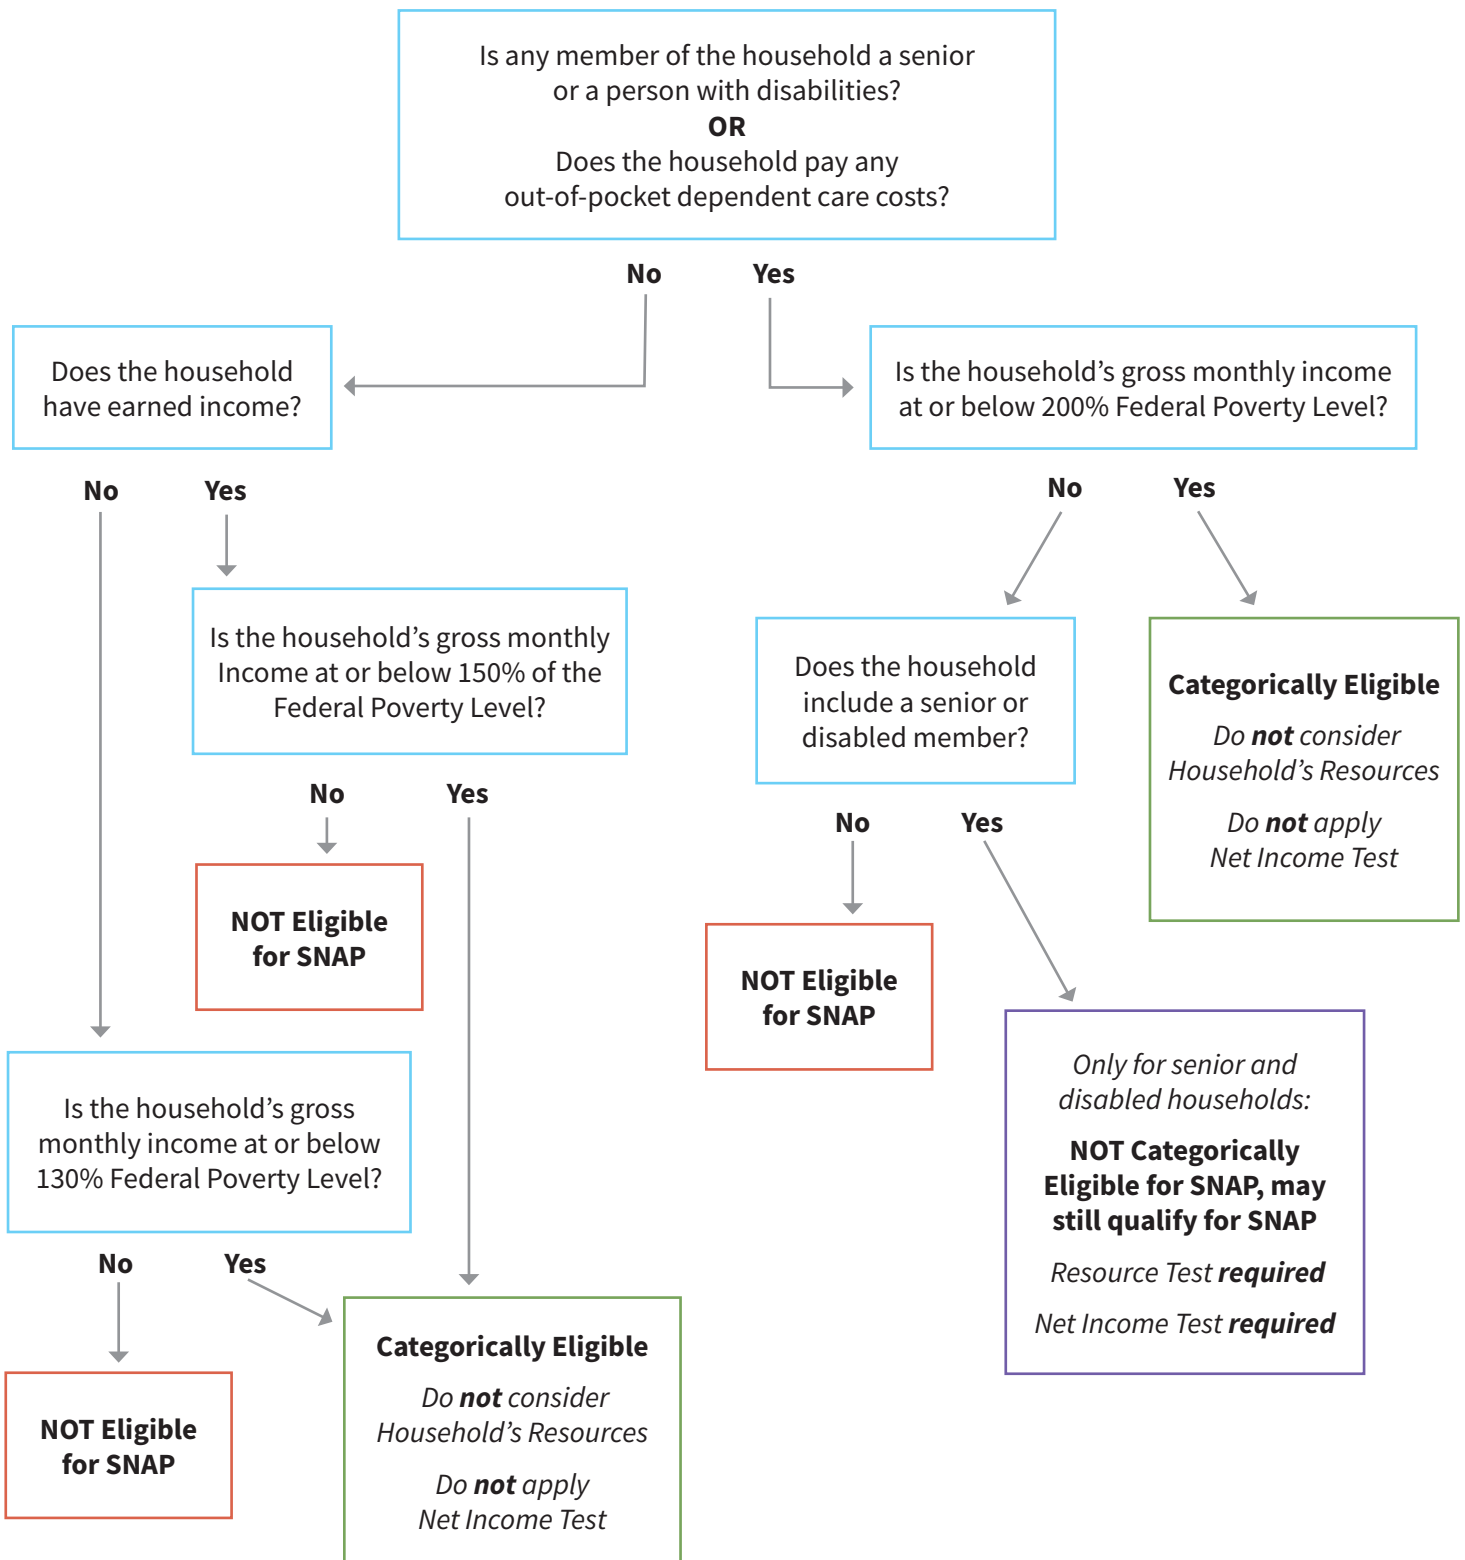 Is any member of the household a senior
or a person with disabilities?
OR
Does the household pay any
out-of-pocket dependent care costs?
No
Yes
Does the household
have earned income?
Is the household’s gross monthly income
at or below 200% Federal Poverty Level?
No
Yes
No
Yes
Is the household’s gross monthly
Income at or below 150% of the
Federal Poverty Level?
Does the household
include a senior or
disabled member?
Categorically Eligible
Do not consider
Household’s Resources
Do not apply
Net Income Test
No
Yes
No
Yes
NOT Eligible
for SNAP
NOT Eligible
for SNAP
Is the household’s gross
monthly income at or below
130% Federal Poverty Level?
Only for senior and
disabled households:
NOT Categorically
Eligible for SNAP, may
still qualify for SNAP
Resource Test required
Net Income Test required
No
Yes
NOT Eligible
for SNAP
Categorically Eligible
Do not consider
Household’s Resources
Do not apply
Net Income Test